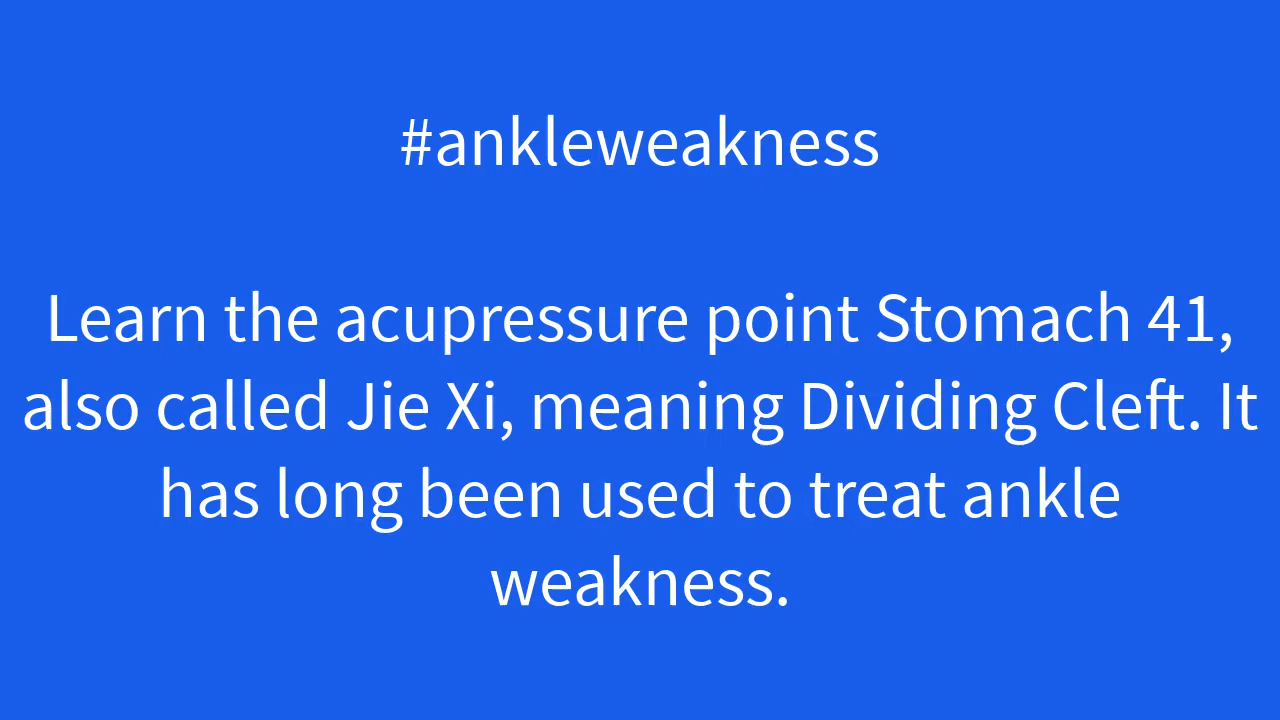 #ankleweakness
Learn the acupressure point Stomach 41,
also called Jie Xi, meaning Dividing Cleft. It
has long been used to treat ankle
weakness.